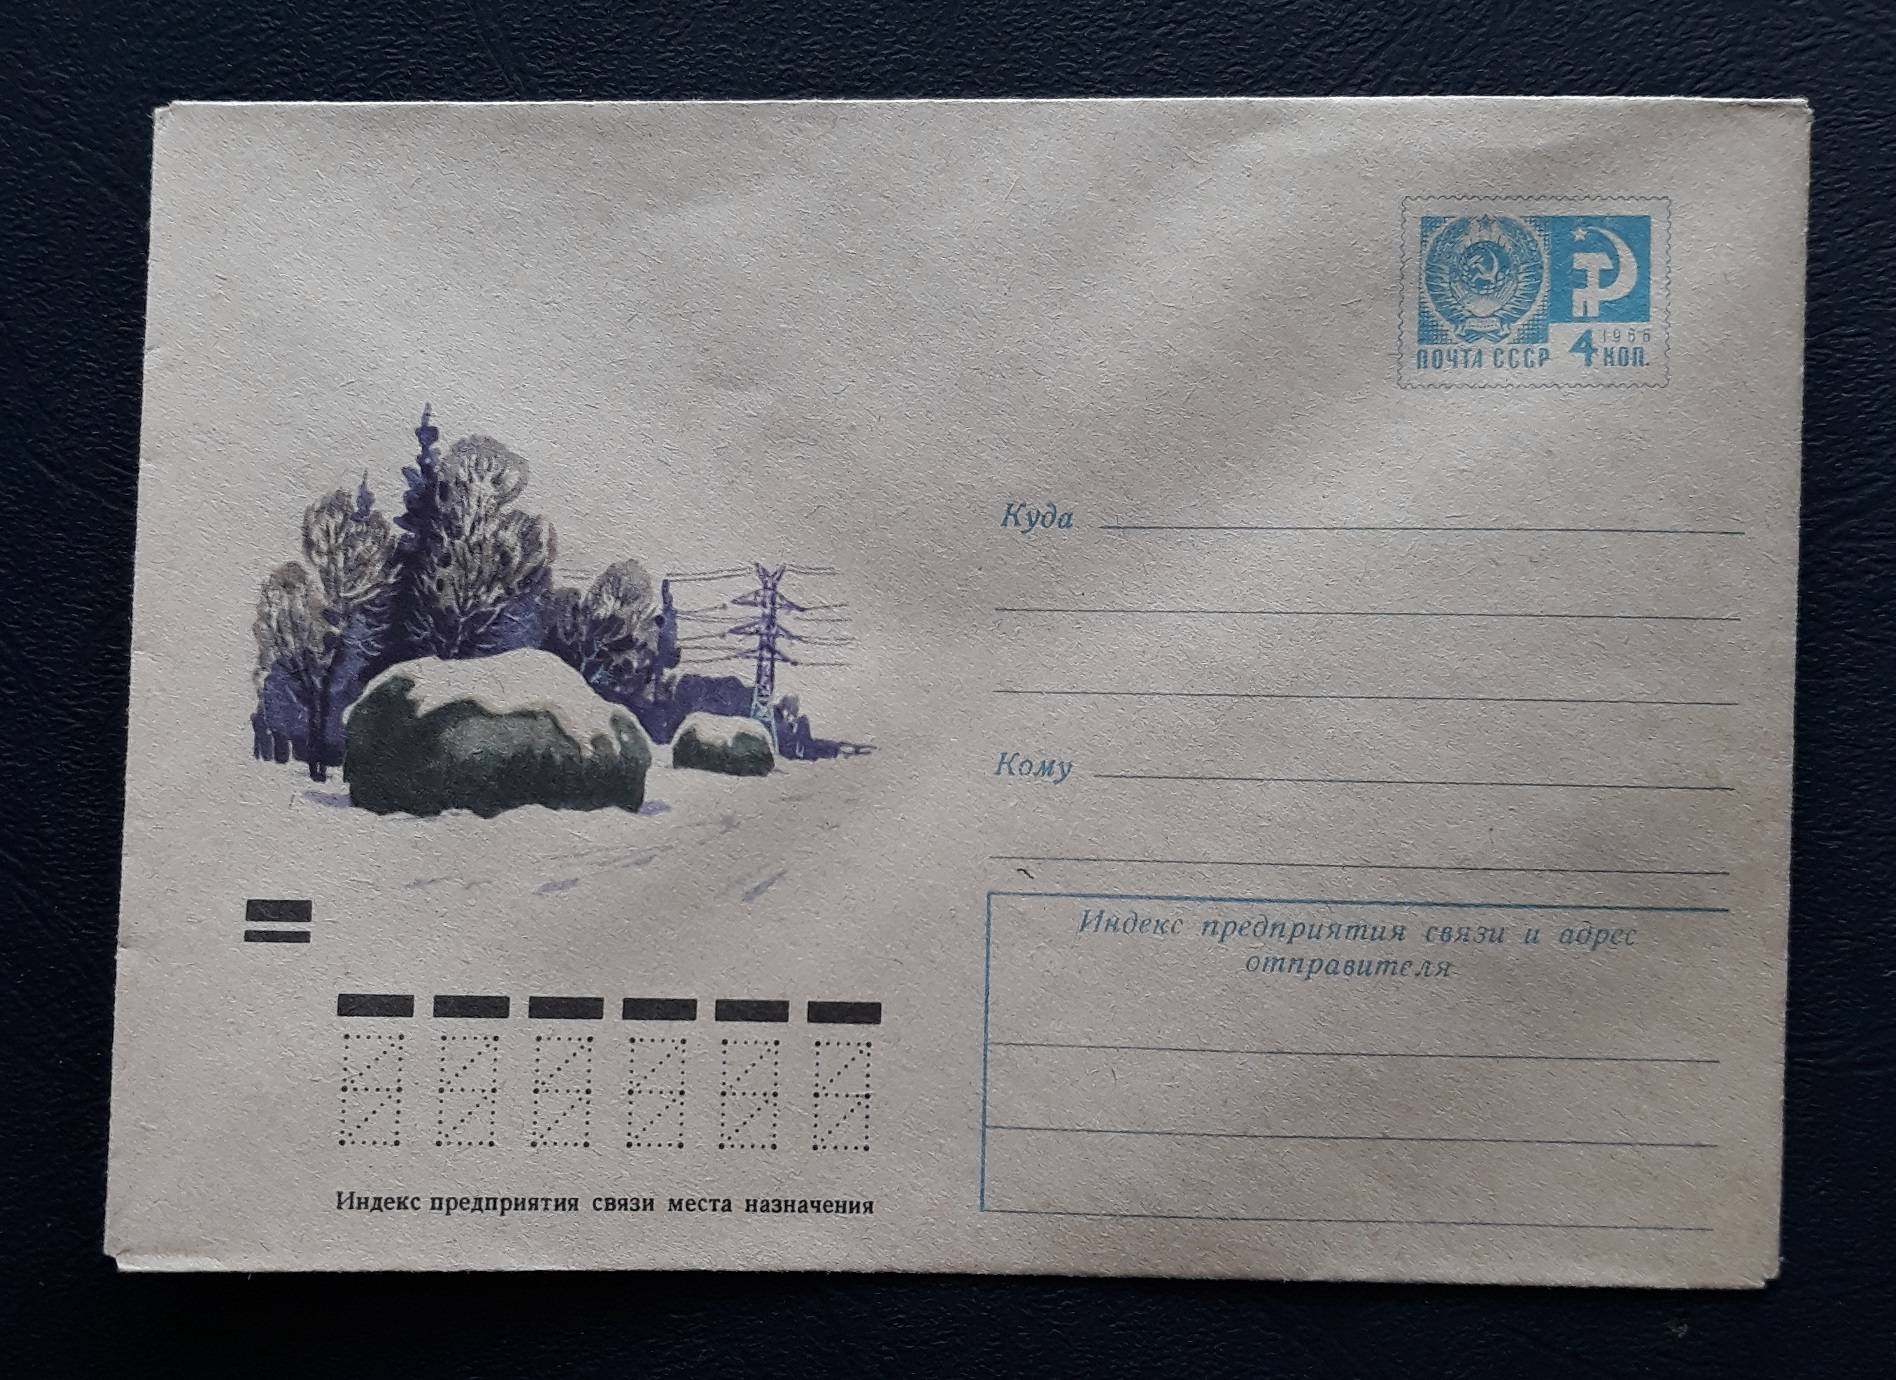 1966
ПОЧТА СССР 4 КОП.
Куда
Кому
Индекс предприятия связи и адрес
отправителя
Индекс предприятия связи места назначения